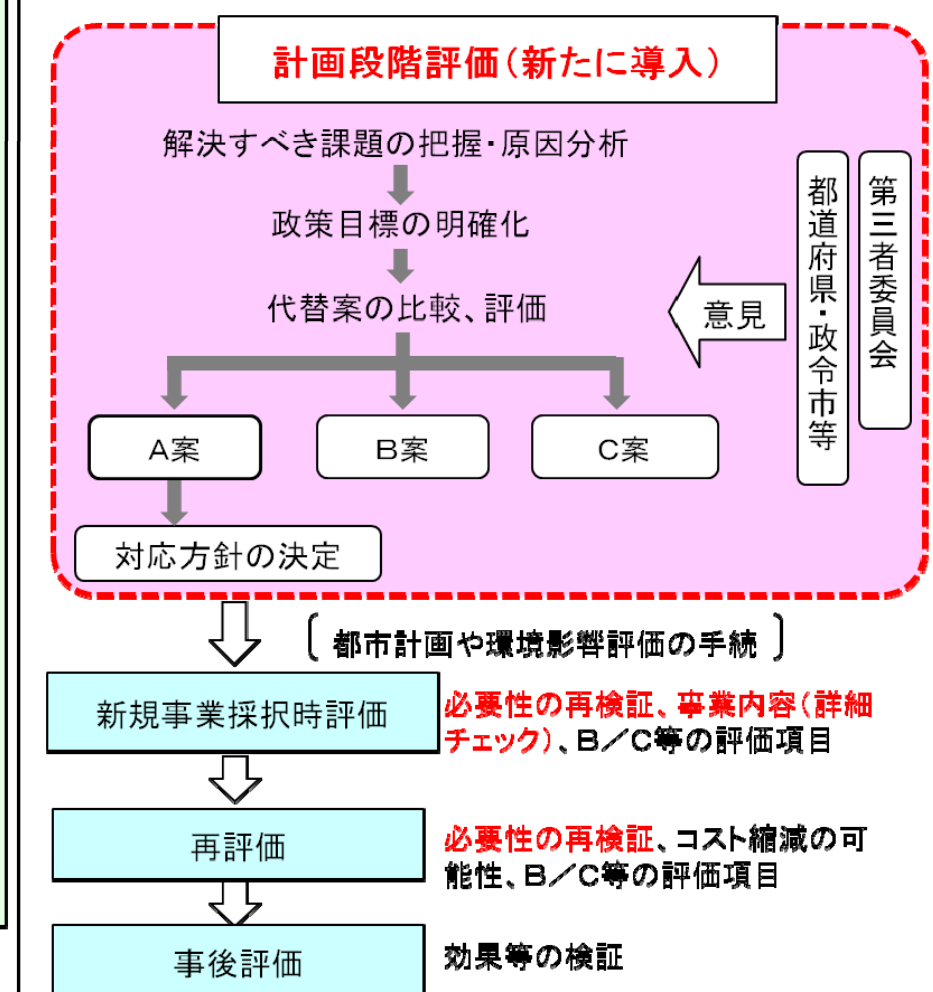 計画段階評価(新たに導入)
解決すべき課題の把握・原因分析
政策目標の明確化
代替案の比較、評価
意見
都道府県・政令市等
第三者委員会
A案
B案
C案
対応方針の決定
〔都市計画や環境影響評価の手続〕
新規事業採択時評価
必要性の再検証、事業内容(詳細
チェック)、B/C等の評価項目
再評価
必要性の再検証、コスト縮減の可
能性、B/C等の評価項目
事後評価
効果等の検証